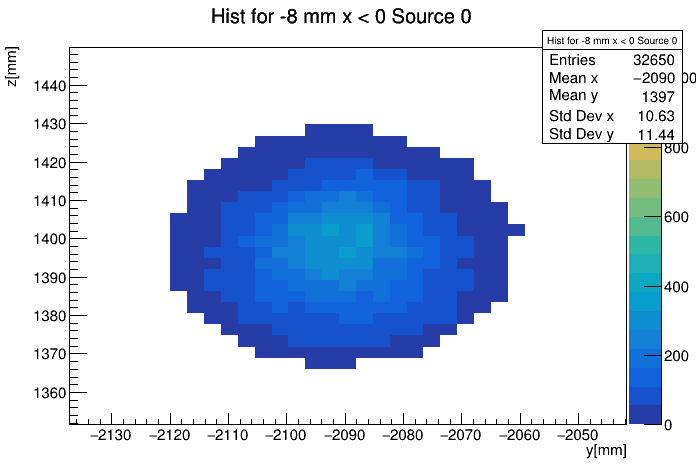 Hist for -8 mm x < 0 Source 0
z[mm]
Hist for -8 mm x < 0 Source 0
Entries 32650
Mean x −2090
Mean y 1397
Std Dev x 10.63
Std Dev y 11.44
1440
1430
1420
1410
1400
1390
1380
1370
1360
00
800
600
400
200
0
−2130 −2120 −2110 −2100 −2090 −2080 −2070 −2060 −2050
y[mm]